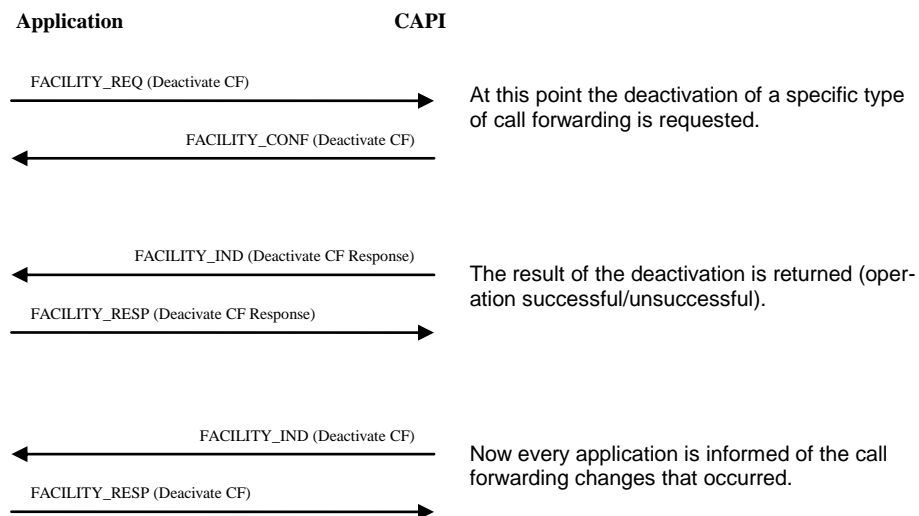 Application CAPI
FACILITY_REQ (Deactivate CF)
At this point the deactivation of a specific type
of call forwarding is requested.
FACILITY_CONF (Deactivate CF)
FACILITY_IND (Deactivate CF Response)
The result of the deactivation is returned (oper-
ation successful/unsuccessful).
FACILITY_RESP (Deacivate CF Response)
FACILITY_IND (Deactivate CF)
Now every application is informed of the call
forwarding changes that occurred.
FACILITY_RESP (Deacivate CF)